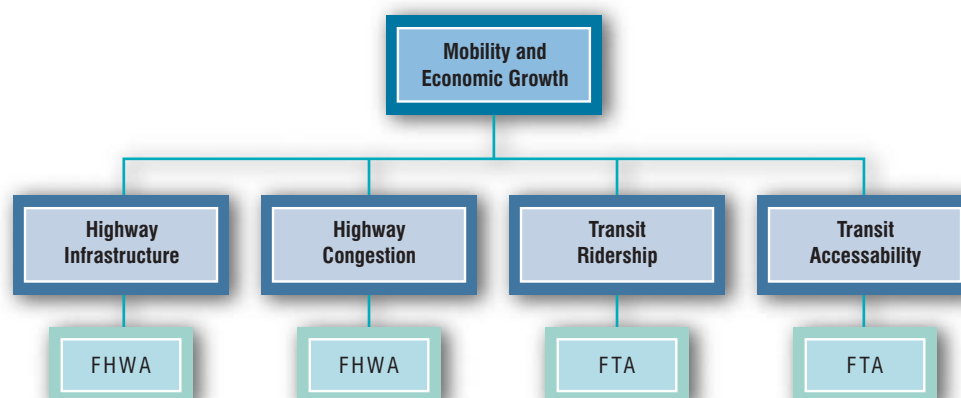 Mobility and
Economic Growth
Highway
Infrastructure
Highway
Congestion
Transit
Ridership
Transit
Accessability
FHWA
FHWA
FTA
FTA